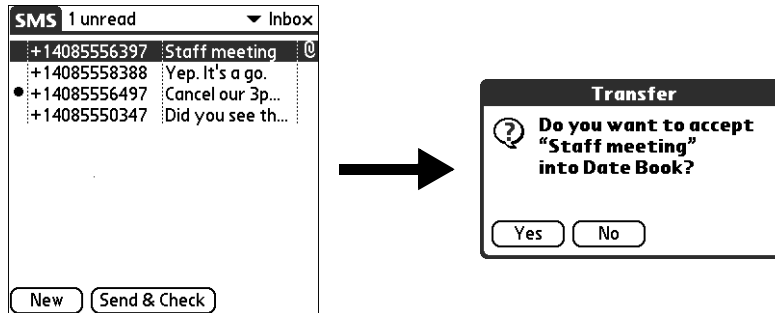 SMS 1 unread Inbox
+14085556397 Staff meeting
+14085558388 Yep. It's a go.
+14085556497 Cancel our 3p...
+14085550347 Did you see th...
New Send & Check
Transfer
Do you want to accept
“Staff meeting”
into Date Book?
Yes No